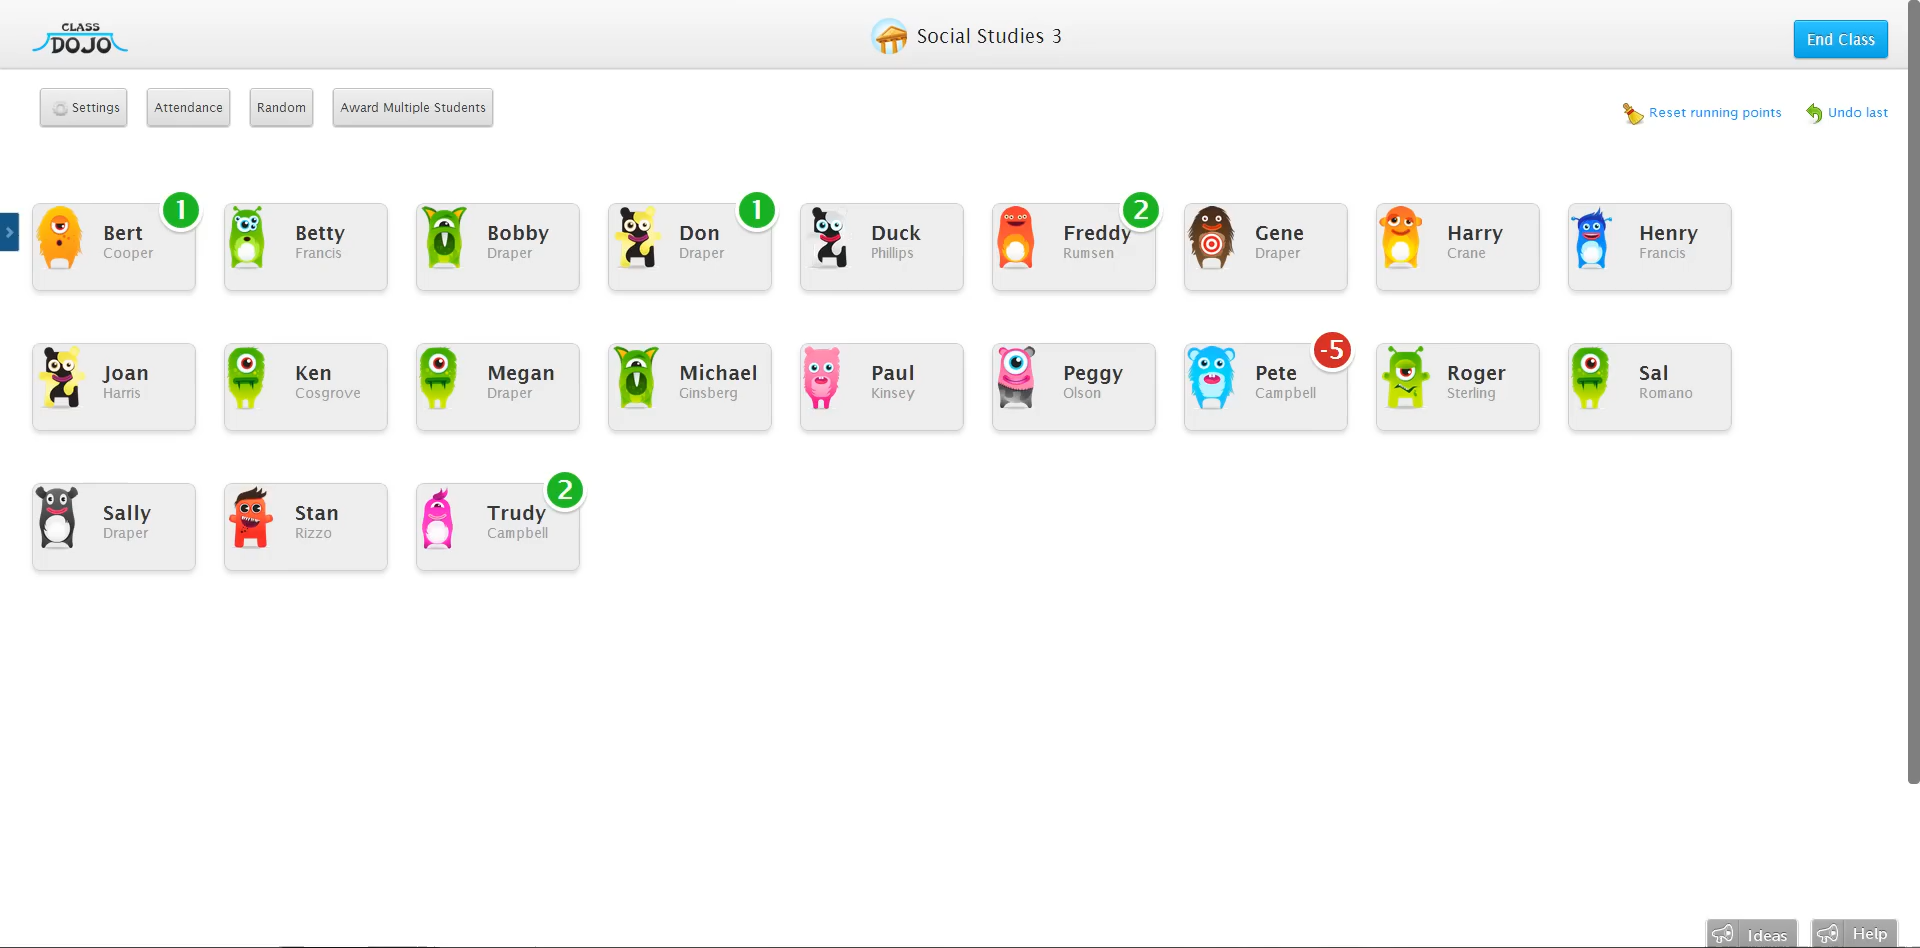 CLASS
DOJO
Social Studies 3
End Class
Settings
Attendance
Random
Award Multiple Students
Reset running points
Undo last
Bert
Cooper
1
Betty
Francis
Bobby
Draper
Don
Draper
1
Duck
Phillips
Freddy
Rumsen
2
Gene
Draper
Harry
Crane
Henry
Francis
Joan
Harris
Ken
Cosgrove
Megan
Draper
Michael
Ginsberg
Paul
Kinsey
Peggy
Olson
Pete
Campbell
-5
Roger
Sterling
Sal
Romano
Sally
Draper
Stan
Rizzo
Trudy
Campbell
2
Ideas
Help